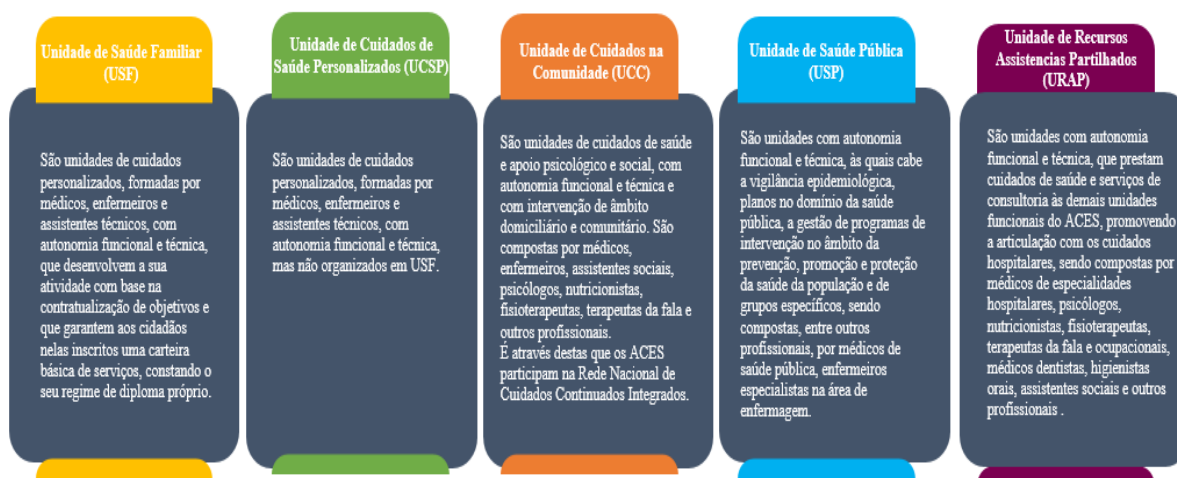 Unidade de Saúde Familiar
(USF)
São unidades de cuidados
personalizados, formadas por
médicos, enfermeiros e
assistentes técnicos, com
autonomia funcional e técnica,
que desenvolvem a sua
atividade com base na
contratualização de objetivos e
que garantem aos cidadãos
nelas inscritos uma carteira
básica de serviços, constando o
seu regime de diploma próprio.
Unidade de Cuidados de
Saúde Personalizados (UCSP)
São unidades de cuidados
personalizados, formadas por
médicos, enfermeiros e
assistentes técnicos, com
autonomia funcional e técnica,
mas não organizados em USF.
Unidade de Cuidados na
Comunidade (UCC)
São unidades de cuidados de saúde
e apoio psicológico e social, com
autonomia funcional e técnica e
com intervenção de âmbito
domiciliário e comunitário. São
compostas por médicos,
enfermeiros, assistentes sociais,
psicólogos, nutricionistas,
fisioterapeutas, terapeutas da fala e
outros profissionais.
É através destas que os ACES
participam na Rede Nacional de
Cuidados Continuados Integrados.
Unidade de Saúde Pública
(USP)
São unidades com autonomia
funcional e técnica, às quais cabe
a vigilância epidemiológica,
planos no domínio da saúde
pública, a gestão de programas de
intervenção no âmbito da
prevenção, promoção e proteção
da saúde da população e de
grupos específicos, sendo
compostas, entre outros
profissionais, por médicos de
saúde pública, enfermeiros
especialistas na área de
enfermagem.
Unidade de Recursos
Assistencias Partilhados
(URAP)
São unidades com autonomia
funcional e técnica, que prestam
cuidados de saúde e serviços de
consultoria às demais unidades
funcionais do ACES, promovendo
a articulação com os cuidados
hospitalares, sendo compostas por
médicos de especialidades
hospitalares, psicólogos,
nutricionistas, fisioterapeutas,
terapeutas da fala e ocupacionais,
médicos dentistas, higienistas
orais, assistentes sociais e outros
profissionais .